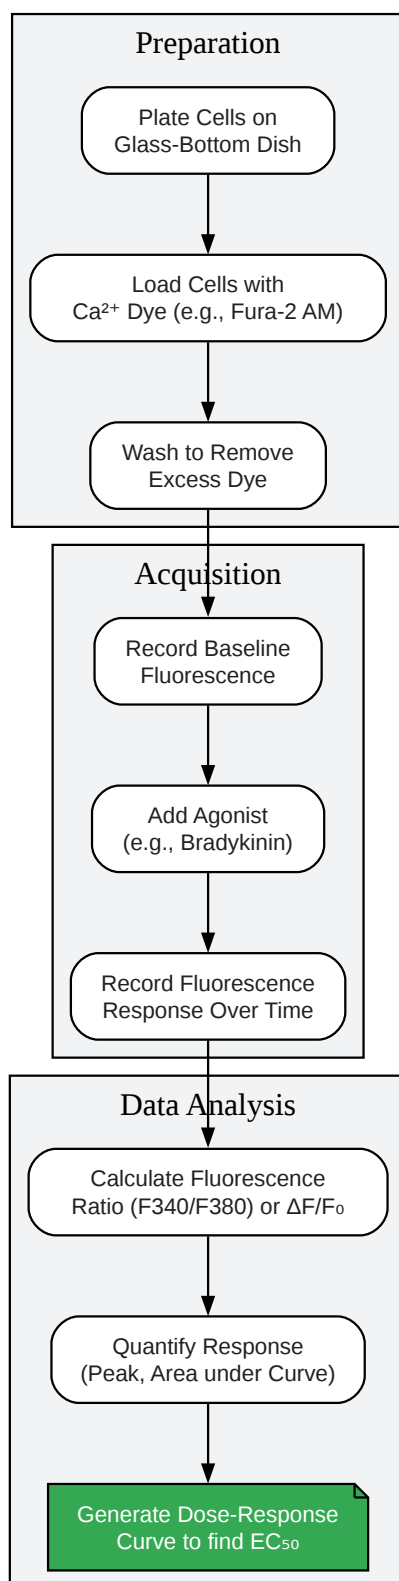 Preparation
Plate Cells on
Glass-Bottom Dish
Load Cells with
Ca²⁺ Dye (e.g., Fura-2 AM)
Wash to Remove
Excess Dye
Acquisition
Record Baseline
Fluorescence
Add Agonist
(e.g., Bradykinin)
Record Fluorescence
Response Over Time
Data Analysis
Calculate Fluorescence
Ratio (F340/F380) or ΔF/F₀
Quantify Response
(Peak, Area under Curve)
Generate Dose-Response
Curve to find EC₅₀